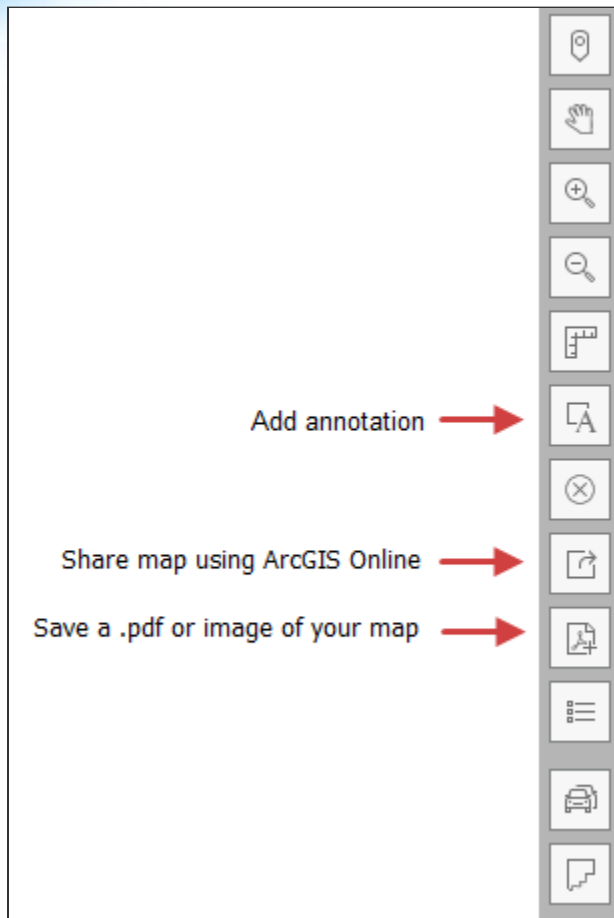 Add annotation
Share map using ArcGIS Online
Save a .pdf or image of your map